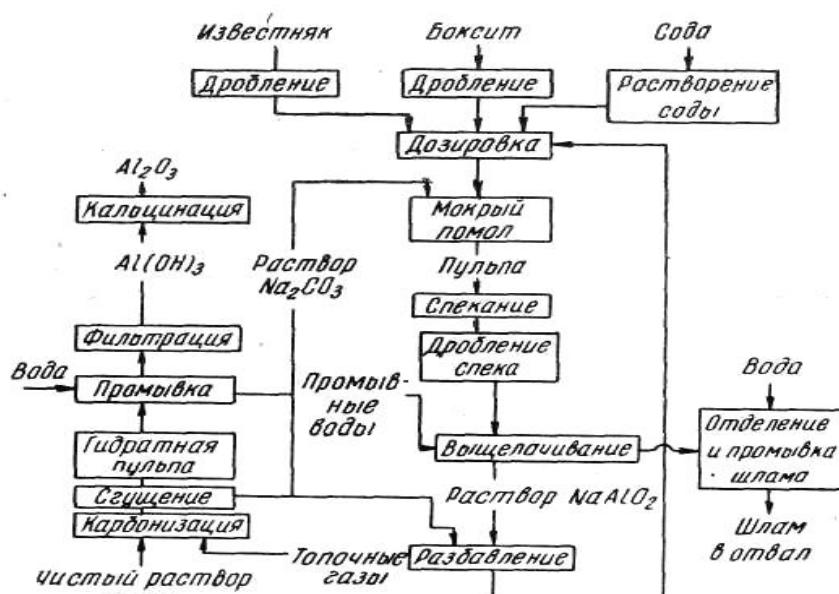 Известняк
Боксит
Сода
Дробление
Дробление
Растворение
соды
Дозировка
Al₂O₃
Кальцинация
Мокрый
помол
Al(OH)₃
Раствор
Na₂CO₃
Пульпа
Спекание
Фильтрация
Дробление
спека
Вода
Промывка
Промыв-
ные
воды
Вода
Гидратная
пульпа
Выщелачивание
Отделение
и промывка
шлама
Сгущение
Раствор NaAlO₂
Карбонизация
Топочные
газы
Разбавление
Шлам
в отвал
Чистый раствор